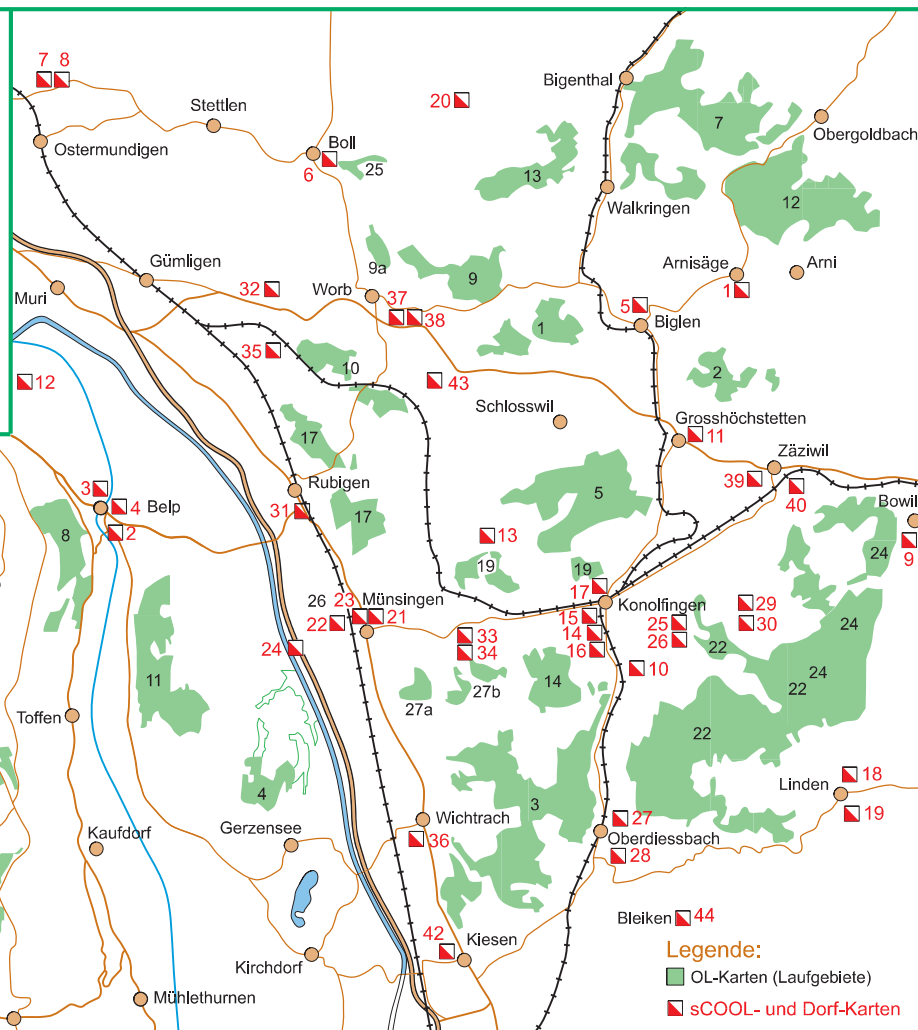 7 8
Stettlen
Ostermundigen
20
Bigenthal
7
Obergoldbach
Boll
6
25
13
Walkringen
12
Gümligen
Muri
32
9a
9
Worb
37
38
Arnisäge
Arni
1
5
Biglen
1
12
35
10
43
2
Schlosswil
Grosshöchstetten
11
17
Zäziwil
39
40
Bowil
3
Belp
4
2
8
Rubigen
31
17
5
13
19
19
24
9
17
Konolfingen
26
23
Münsingen
22
21
15
14
16
25
26
29
30
24
33
34
22
24
24
10
11
27a
27b
14
22
Toffen
4
22
3
18
Linden
19
Wichtrach
36
27
Oberdiessbach
28
Kaufdorf
Gerzensee
Bleiken
44
42
Kiesen
Kirchdorf
Mühlethurnen
Legende:
OL-Karten (Laufgebiete)
sCOOL- und Dorf-Karten